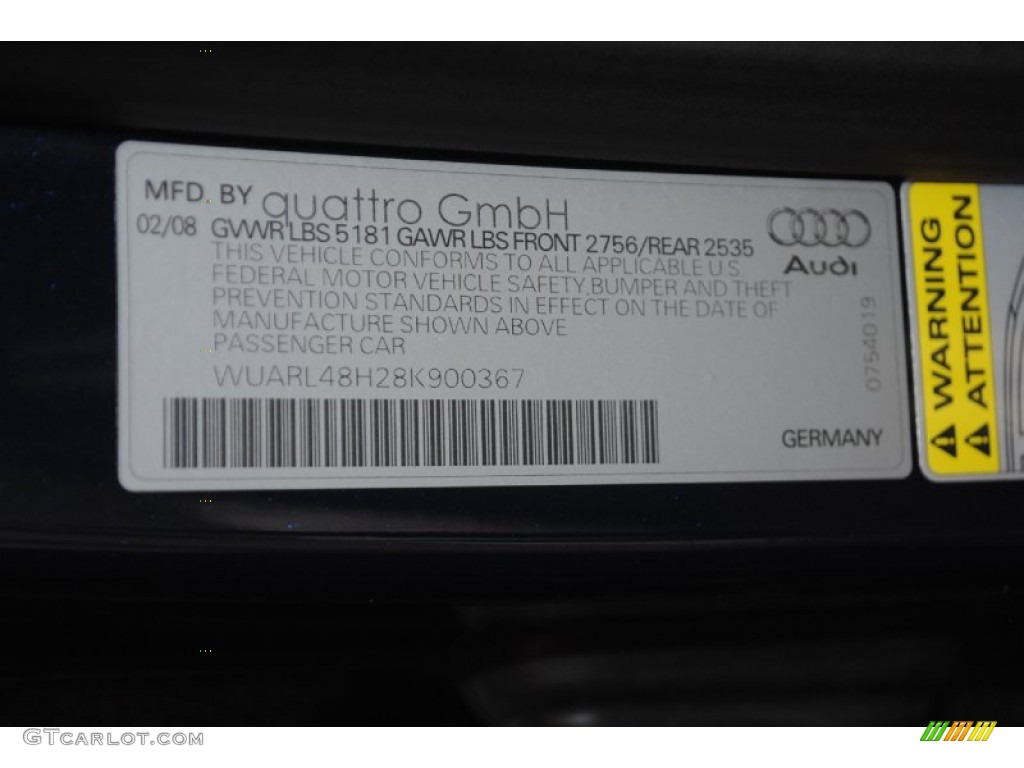 MFD. BY quattro GmbH
02/08 GVWR LBS 5181 GAWR LBS FRONT 2756/REAR 2535
THIS VEHICLE CONFORMS TO ALL APPLICABLE U S
FEDERAL MOTOR VEHICLE SAFETY,BUMPER AND THEFT
PREVENTION STANDARDS IN EFFECT ON THE DATE OF
MANUFACTURE SHOWN ABOVE
PASSENGER CAR
WUARL48H28K900367
Audi
0754019
GERMANY
WARNING
ATTENTION
GTCARLOT.COM